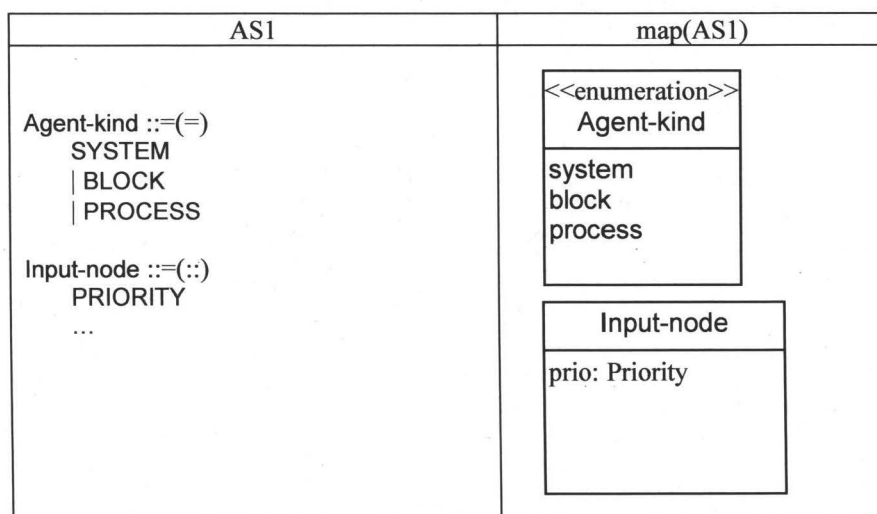 AS1
map(AS1)
Agent-kind ::=(=)
SYSTEM
| BLOCK
| PROCESS
Input-node ::=(::)
PRIORITY
...
<<enumeration>>
Agent-kind
system
block
process
Input-node
prio: Priority